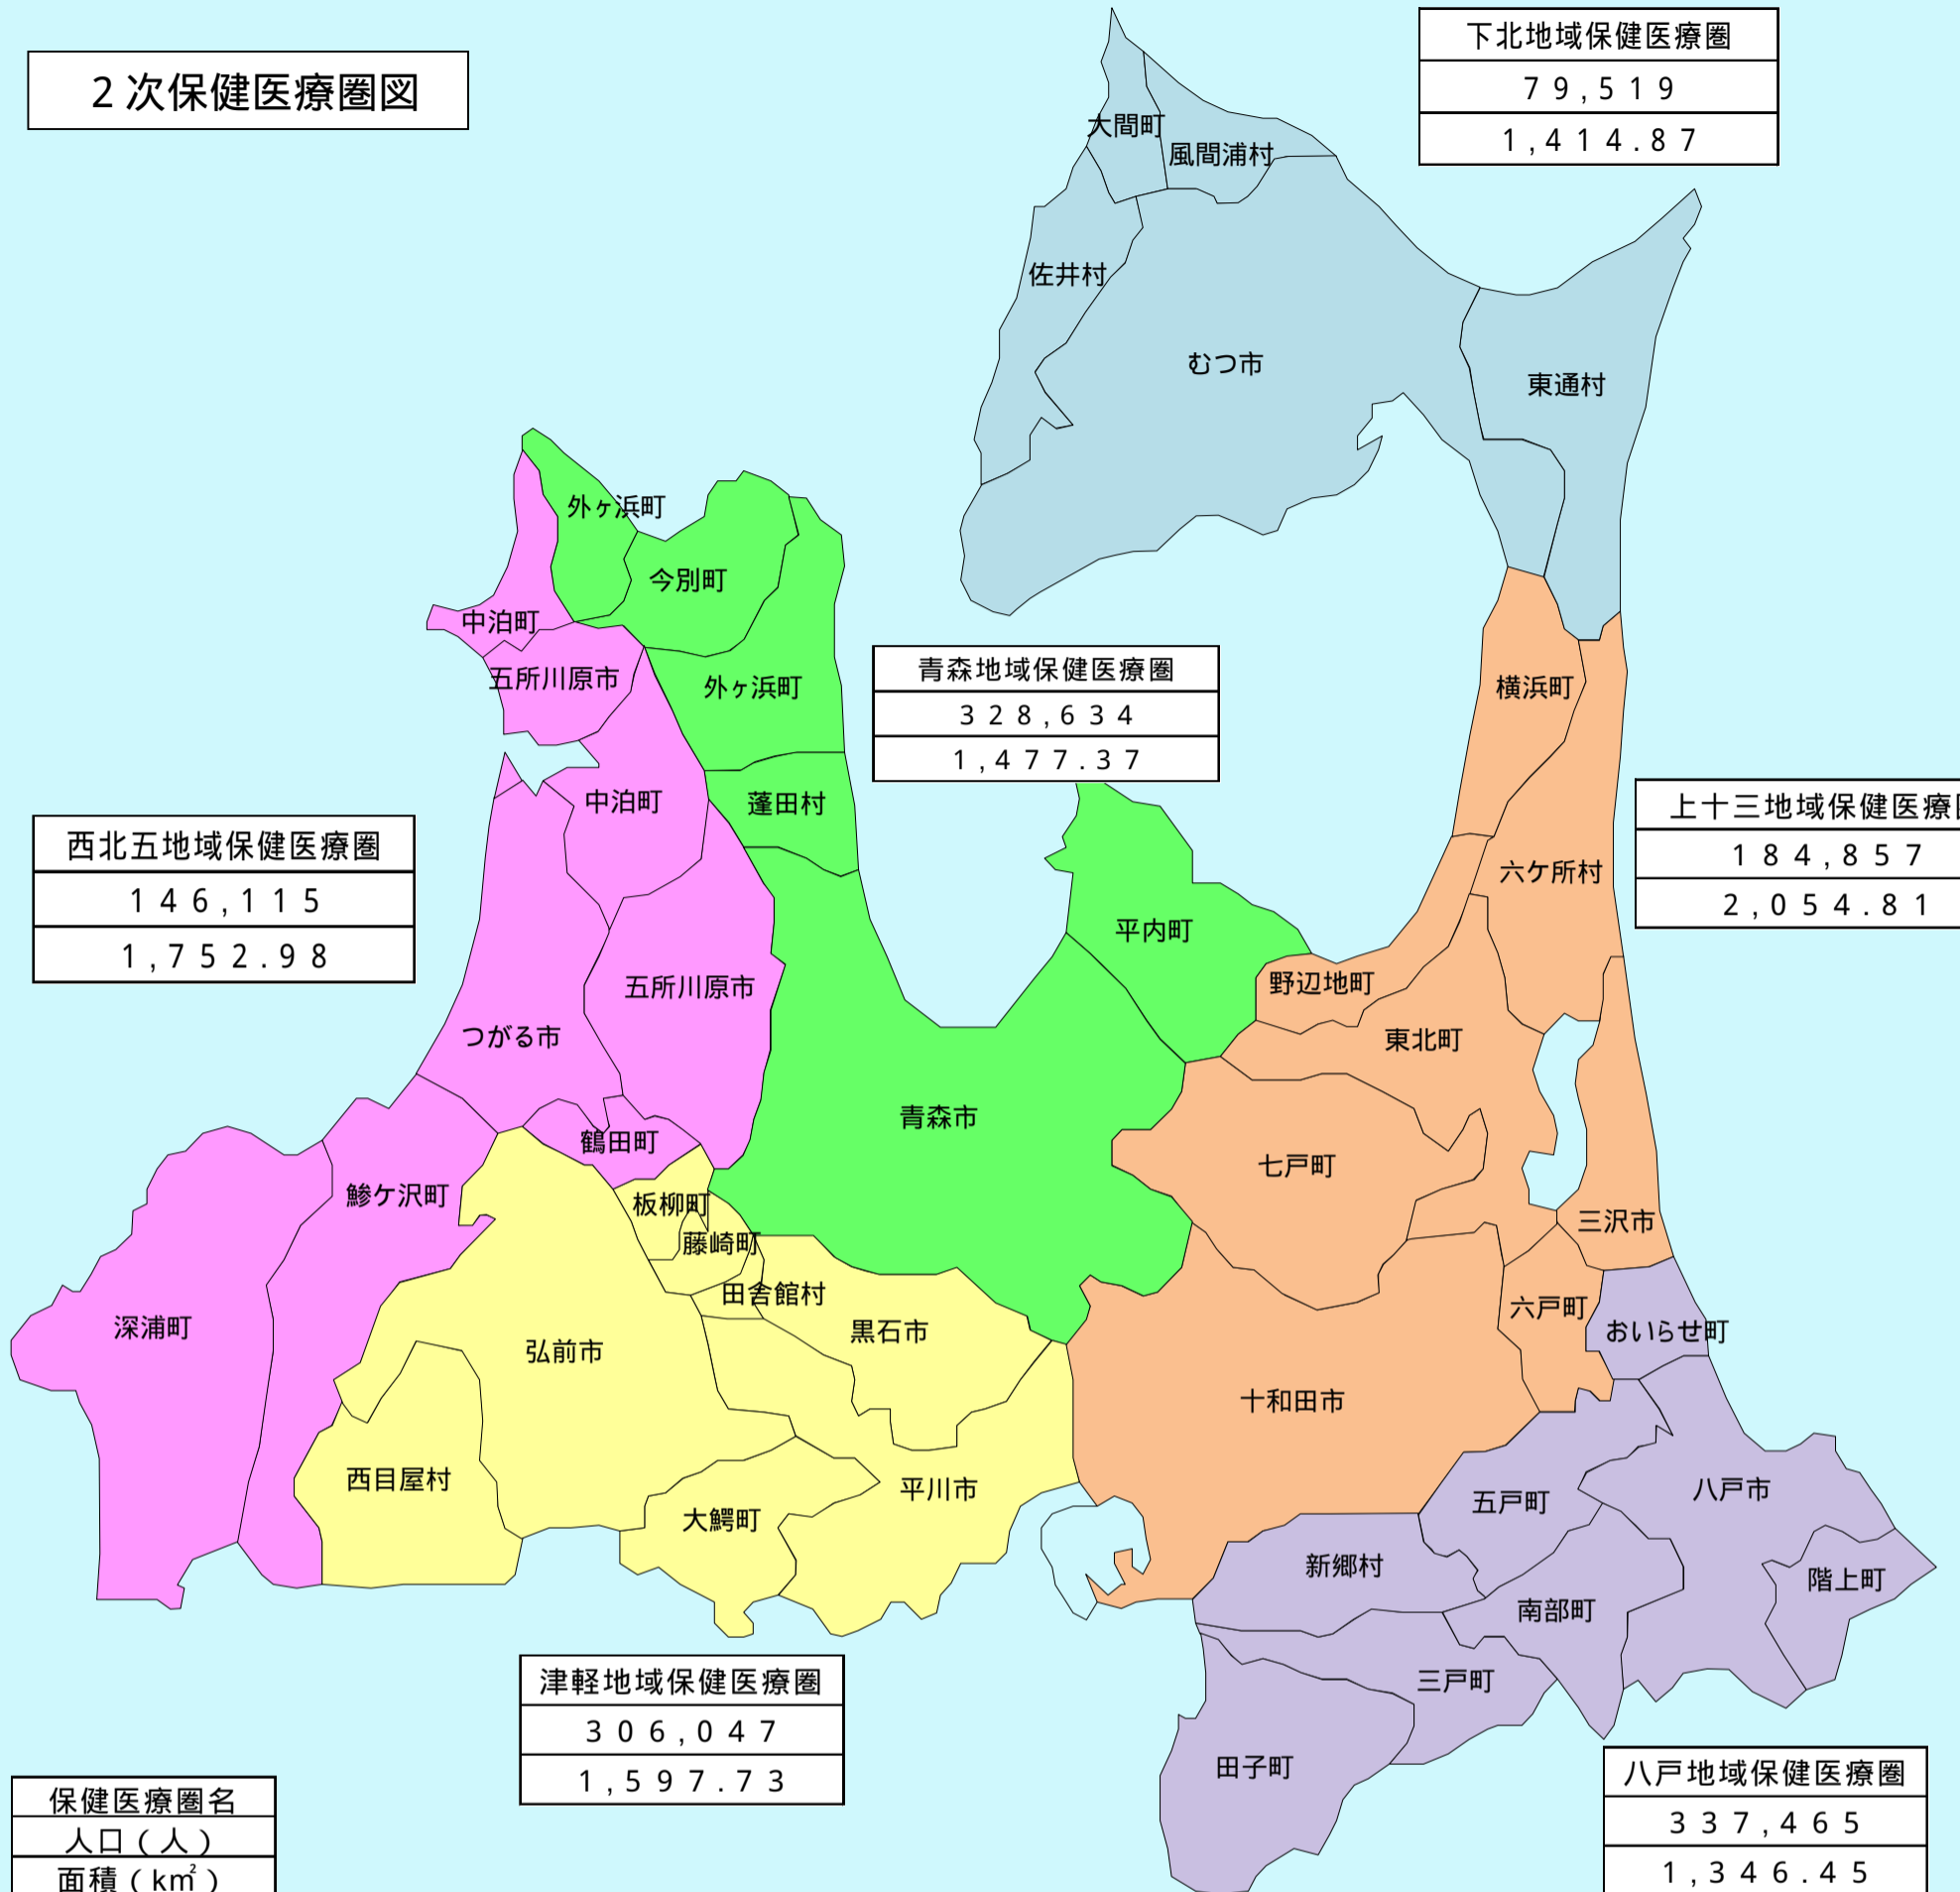 2次保健医療圏図
下北地域保健医療圏
79,519
1,414.87
大間町
風間浦村
佐井村
むつ市
東通村
外ヶ浜町
今別町
中泊町
五所川原市
外ヶ浜町
青森地域保健医療圏
328,634
1,477.37
横浜町
中泊町
蓬田村
西北五地域保健医療圏
146,115
1,752.98
上十三地域保健医療
184,857
2,054.81
六ケ所村
平内町
野辺地町
五所川原市
つがる市
東北町
青森市
鶴田町
七戸町
鰺ケ沢町
板柳町
藤崎町
三沢市
田舎館村
六戸町
深浦町
黒石市
おいらせ町
弘前市
十和田市
西目屋村
平川市
大鰐町
五戸町
八戸市
新郷村
階上町
南部町
三戸町
田子町
津軽地域保健医療圏
306,047
1,597.73
八戸地域保健医療圏
337,465
1,346.45
保健医療圏名
人口(人)
面積(km²)